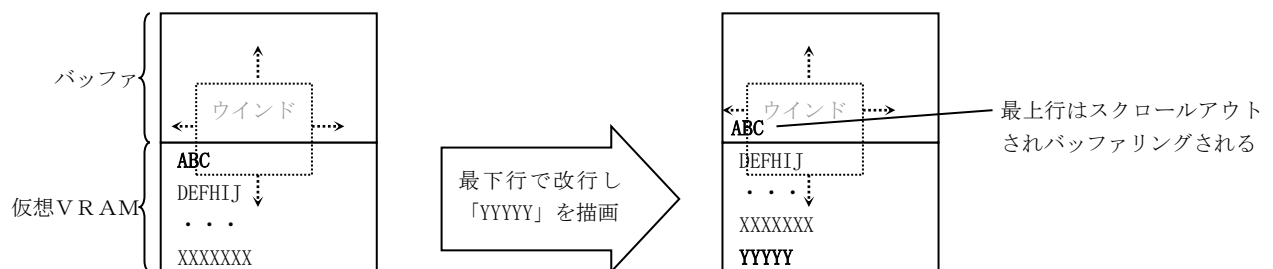 バッファ
ウインド
仮想ＶＲＡＭ
ABC
DEFHIJ
・・・
XXXXXXX
最下行で改行し
「YYYYY」を描画
ウインド
ABC
DEFHIJ
・・・
XXXXXXX
YYYYY
最上行はスクロールアウト
されバッファリングされる